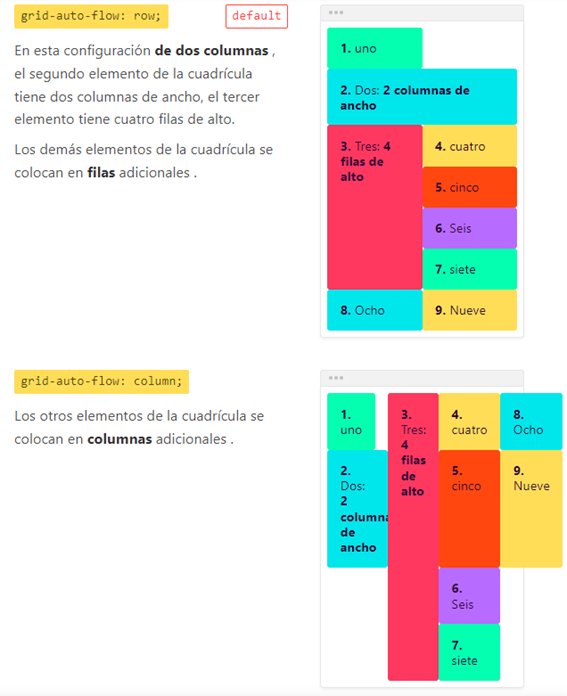 grid-auto-flow: row;
default
En esta configuración de dos columnas ,
el segundo elemento de la cuadrícula
tiene dos columnas de ancho, el tercer
elemento tiene cuatro filas de alto.
Los demás elementos de la cuadrícula se
colocan en filas adicionales .
1. uno
2. Dos: 2 columnas de
ancho
3. Tres: 4
filas de
alto
4. cuatro
5. cinco
6. Seis
7. siete
8. Ocho
9. Nueve
grid-auto-flow: column;
Los otros elementos de la cuadrícula se
colocan en columnas adicionales .
1.
uno
2.
Dos:
2
column
de
ancho
3.
Tres:
4
filas
de
alto
4.
cuatro
5.
cinco
6.
Seis
7.
siete
8.
Ocho
9.
Nueve